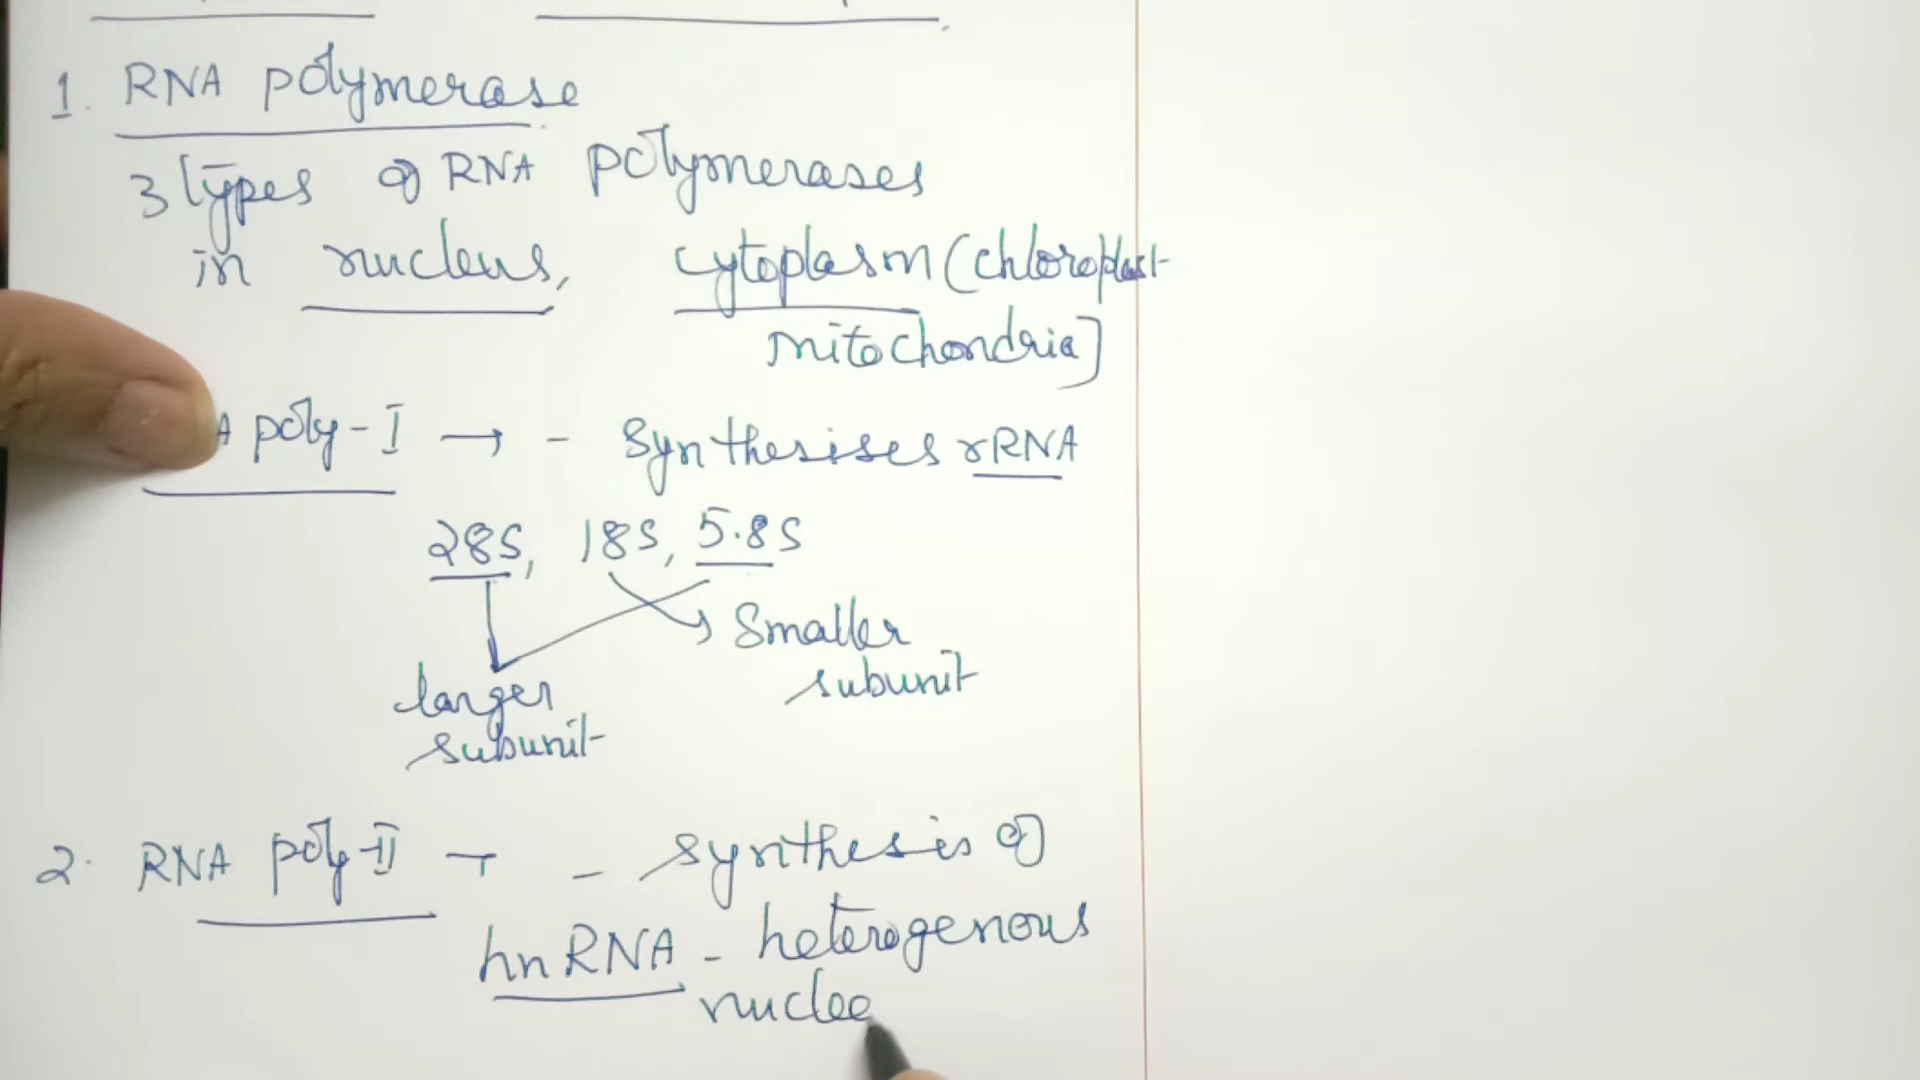 1. RNA polymerase
3 types of RNA polymerases
in nucleus, cytoplasm (chloroplast
mitochondria)
A poly-I → - Synthesises rRNA
28S, 18S, 5.8S
Smaller
subunit
larger
subunit
2. RNA poly-II → - synthesis of
hnRNA - heterogenous
nuclea